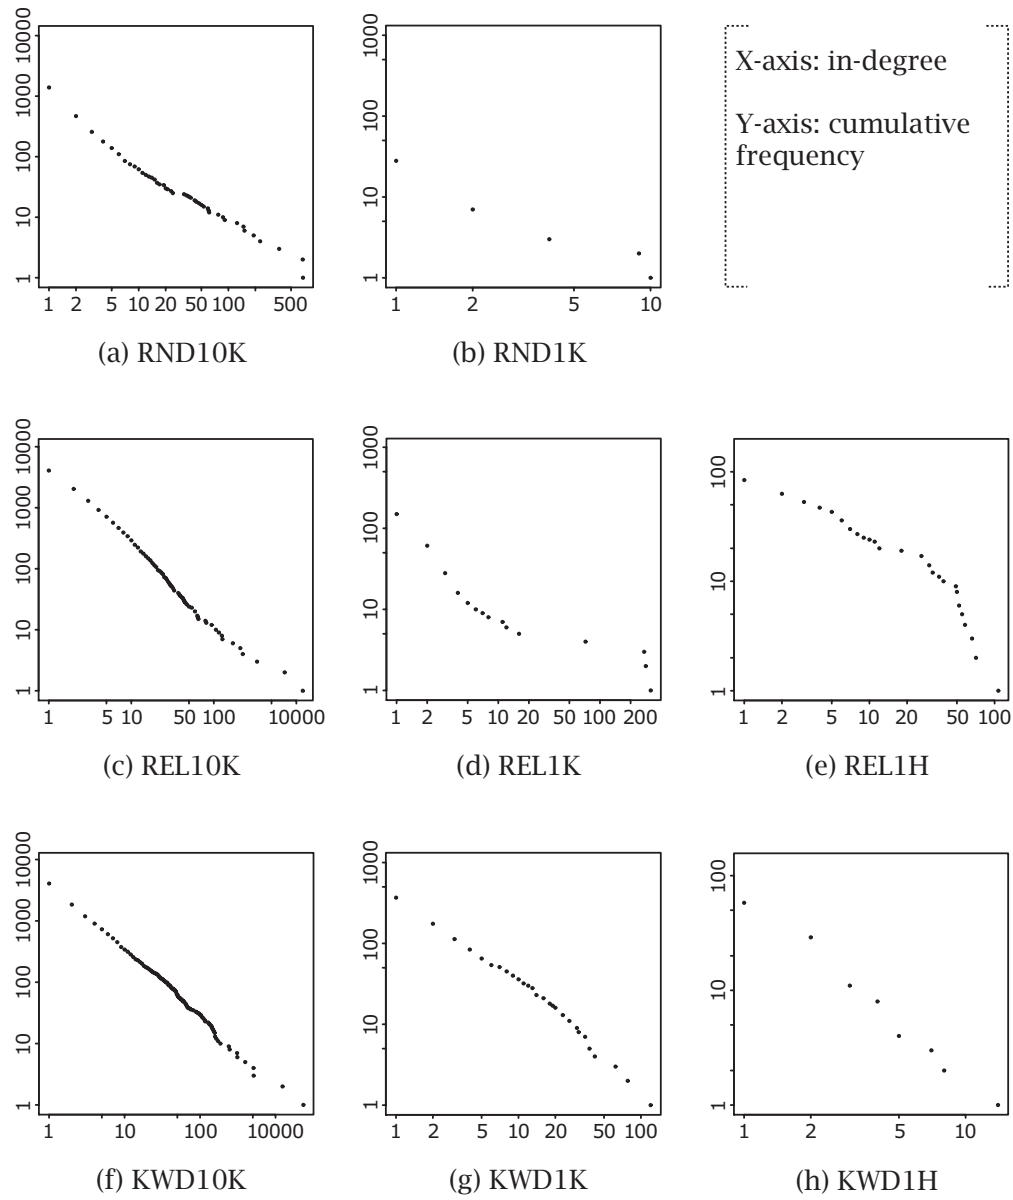 10000
1000
100
10
1
1 2 5 10 20 50 100 500
(a) RND10K
1000
100
10
1
1 2 5 10
(b) RND1K
X-axis: in-degree
Y-axis: cumulative
frequency
10000
1000
100
10
1
1 5 10 50 100 10000
(c) REL10K
1000
100
10
1
1 2 5 10 20 50 100 200
(d) REL1K
100
10
1
1 2 5 10 20 50 100
(e) REL1H
10000
1000
100
10
1
1 10 100 10000
(f) KWD10K
1000
100
10
1
1 2 5 10 20 50 100
(g) KWD1K
100
10
1
1 2 5 10
(h) KWD1H